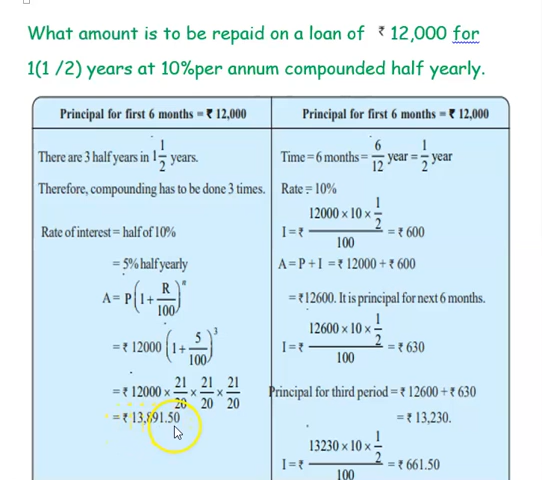 What amount is to be repaid on a loan of ₹ 12,000 for
1(1 /2) years at 10%per annum compounded half yearly.
Principal for first 6 months = ₹ 12,000
There are 3 half years in 1 1/2 years.
Therefore, compounding has to be done 3 times.
Rate of interest = half of 10%
= 5% half yearly
A = P(1 + R/100)^n
= ₹ 12000 (1 + 5/100)^3
= ₹ 12000 × 21/20 × 21/20 × 21/20
= ₹ 13,891.50
Principal for first 6 months = ₹ 12,000
Time = 6 months = 6/12 year = 1/2 year
Rate = 10%
I = ₹ (12000 × 10 × 1/2)/100 = ₹ 600
A = P + I = ₹ 12000 + ₹ 600
= ₹ 12600. It is principal for next 6 months.
I = ₹ (12600 × 10 × 1/2)/100 = ₹ 630
Principal for third period = ₹ 12600 + ₹ 630
= ₹ 13,230.
I = ₹ (13230 × 10 × 1/2)/100 = ₹ 661.50